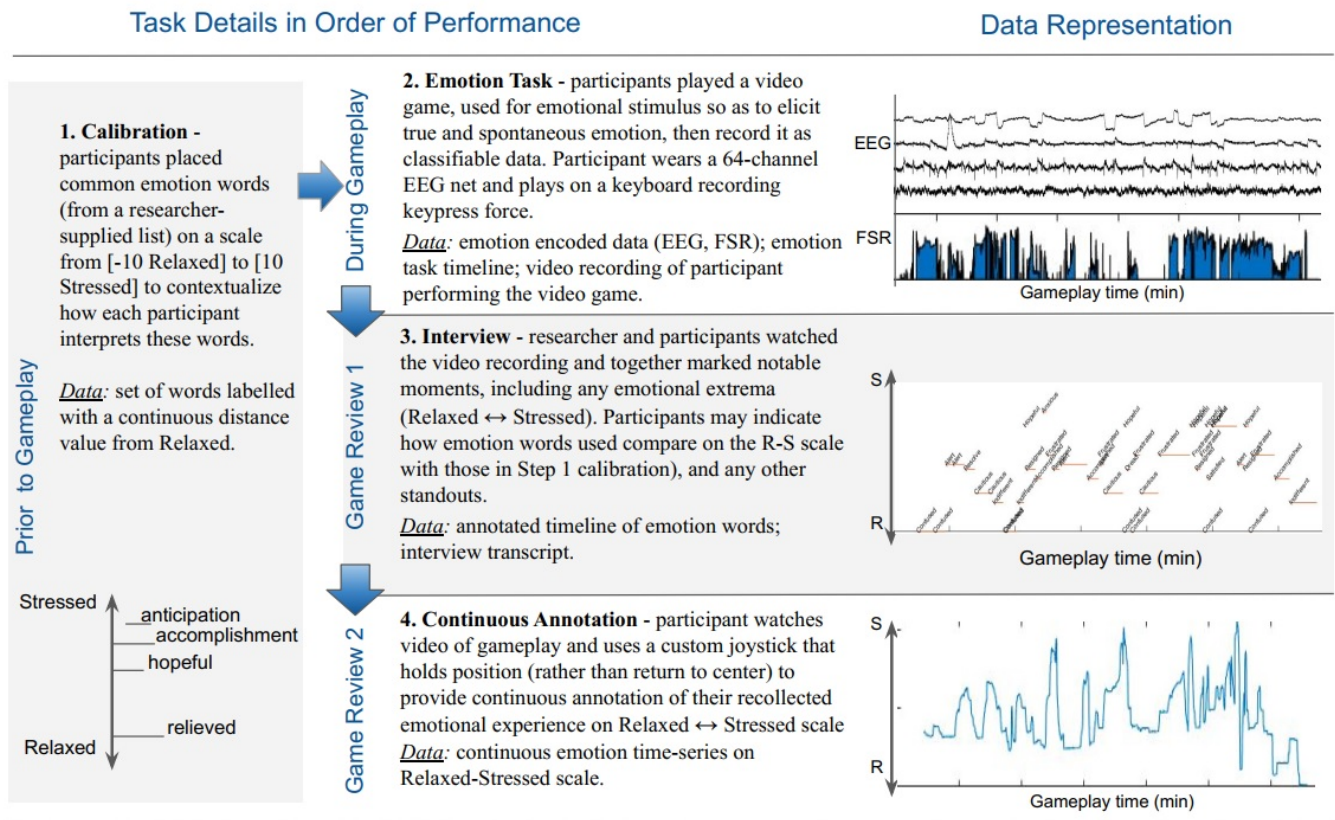 Task Details in Order of Performance
Data Representation
Prior to Gameplay
1. Calibration -
participants placed
common emotion words
(from a researcher-
supplied list) on a scale
from [-10 Relaxed] to [10
Stressed] to contextualize
how each participant
interprets these words.
Data: set of words labelled
with a continuous distance
value from Relaxed.
Stressed
anticipation
accomplishment
hopeful
relieved
Relaxed
During Gameplay
2. Emotion Task - participants played a video
game, used for emotional stimulus so as to elicit
true and spontaneous emotion, then record it as
classifiable data. Participant wears a 64-channel
EEG net and plays on a keyboard recording
keypress force.
Data: emotion encoded data (EEG, FSR); emotion
task timeline; video recording of participant
performing the video game.
EEG
FSR
Gameplay time (min)
Game Review 1
3. Interview - researcher and participants watched
the video recording and together marked notable
moments, including any emotional extrema
(Relaxed ↔ Stressed). Participants may indicate
how emotion words used compare on the R-S scale
with those in Step 1 calibration), and any other
standouts.
Data: annotated timeline of emotion words;
interview transcript.
S
R
Gameplay time (min)
Game Review 2
4. Continuous Annotation - participant watches
video of gameplay and uses a custom joystick that
holds position (rather than return to center) to
provide continuous annotation of their recollected
emotional experience on Relaxed ↔ Stressed scale
Data: continuous emotion time-series on
Relaxed-Stressed scale.
S
R
Gameplay time (min)